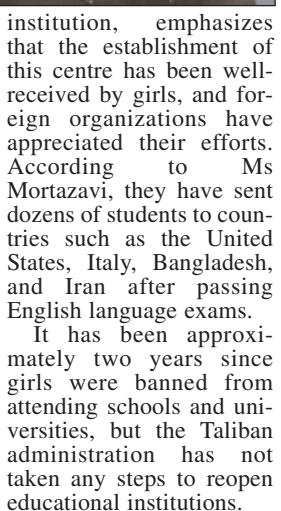 institution, emphasizes
that the establishment of
this centre has been well-
received by girls, and for-
eign organizations have
appreciated their efforts.
According to Ms
Mortazavi, they have sent
dozens of students to coun-
tries such as the United
States, Italy, Bangladesh,
and Iran after passing
English language exams.
It has been approxi-
mately two years since
girls were banned from
attending schools and uni-
versities, but the Taliban
administration has not
taken any steps to reopen
educational institutions.